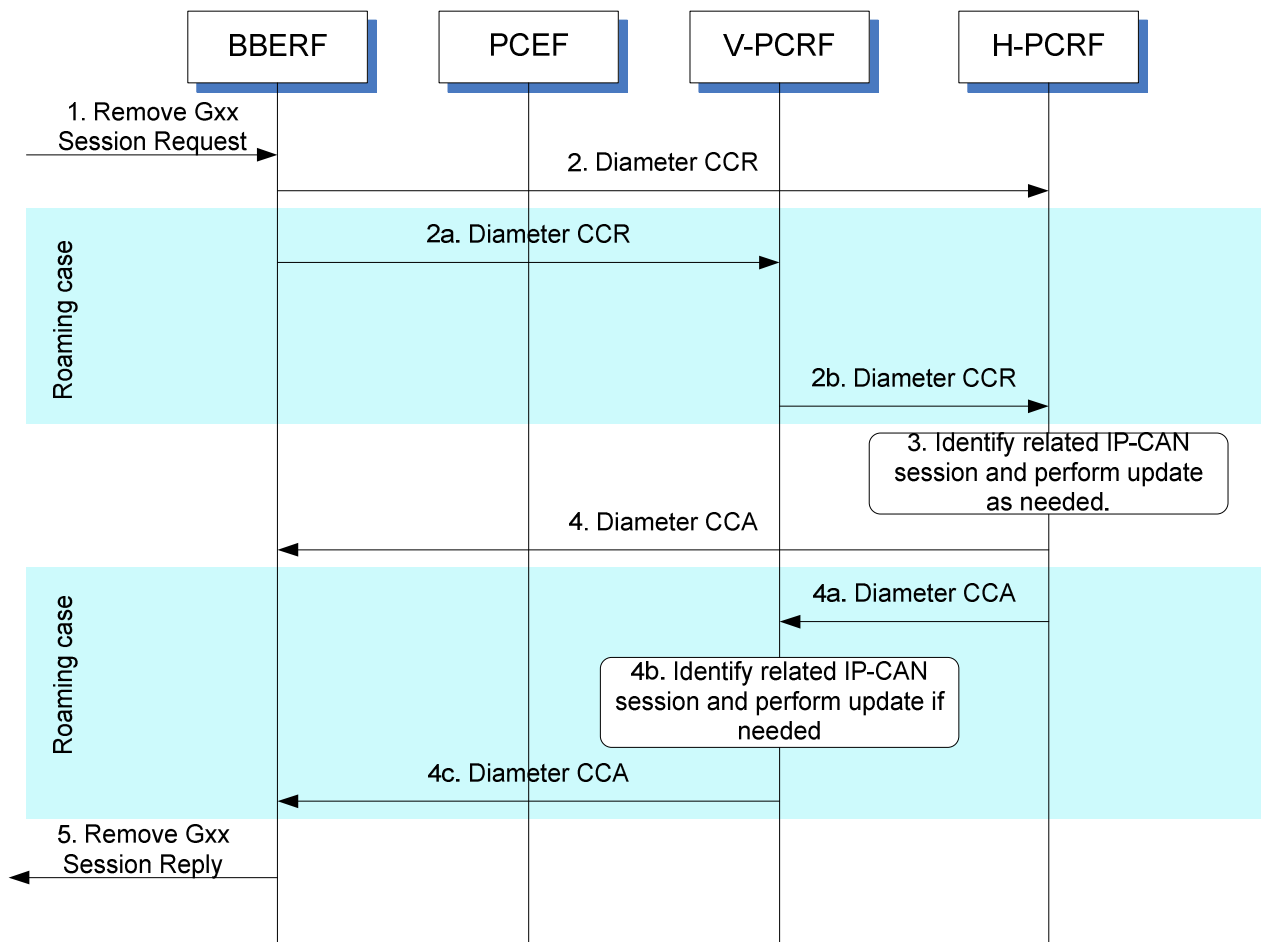 BBERF
PCEF
V-PCRF
H-PCRF
1. Remove Gxx
Session Request
2. Diameter CCR
Roaming case
2a. Diameter CCR
2b. Diameter CCR
3. Identify related IP-CAN
session and perform update
as needed.
4. Diameter CCA
Roaming case
4a. Diameter CCA
4b. Identify related IP-CAN
session and perform update if
needed
4c. Diameter CCA
5. Remove Gxx
Session Reply